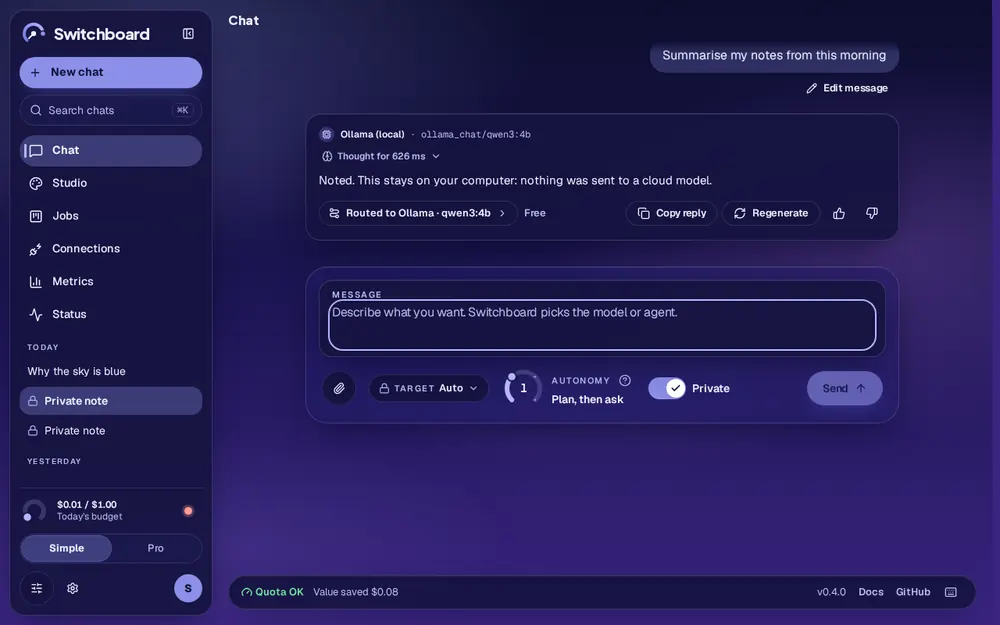 Switchboard
New chat
Search chats ⌘K
Chat
Studio
Jobs
Connections
Metrics
Status
TODAY
Why the sky is blue
Private note
Private note
YESTERDAY
$0.01 / $1.00
Today's budget
Simple Pro
S
Chat
Summarise my notes from this morning
Edit message
Ollama (local) · ollama_chat/qwen3:4b
Thought for 626 ms
Noted. This stays on your computer: nothing was sent to a cloud model.
Routed to Ollama · qwen3:4b Free Copy reply Regenerate
MESSAGE
Describe what you want. Switchboard picks the model or agent.
TARGET Auto 1 AUTONOMY Private Send
Plan, then ask
Quota OK Value saved $0.08 v0.4.0 Docs GitHub